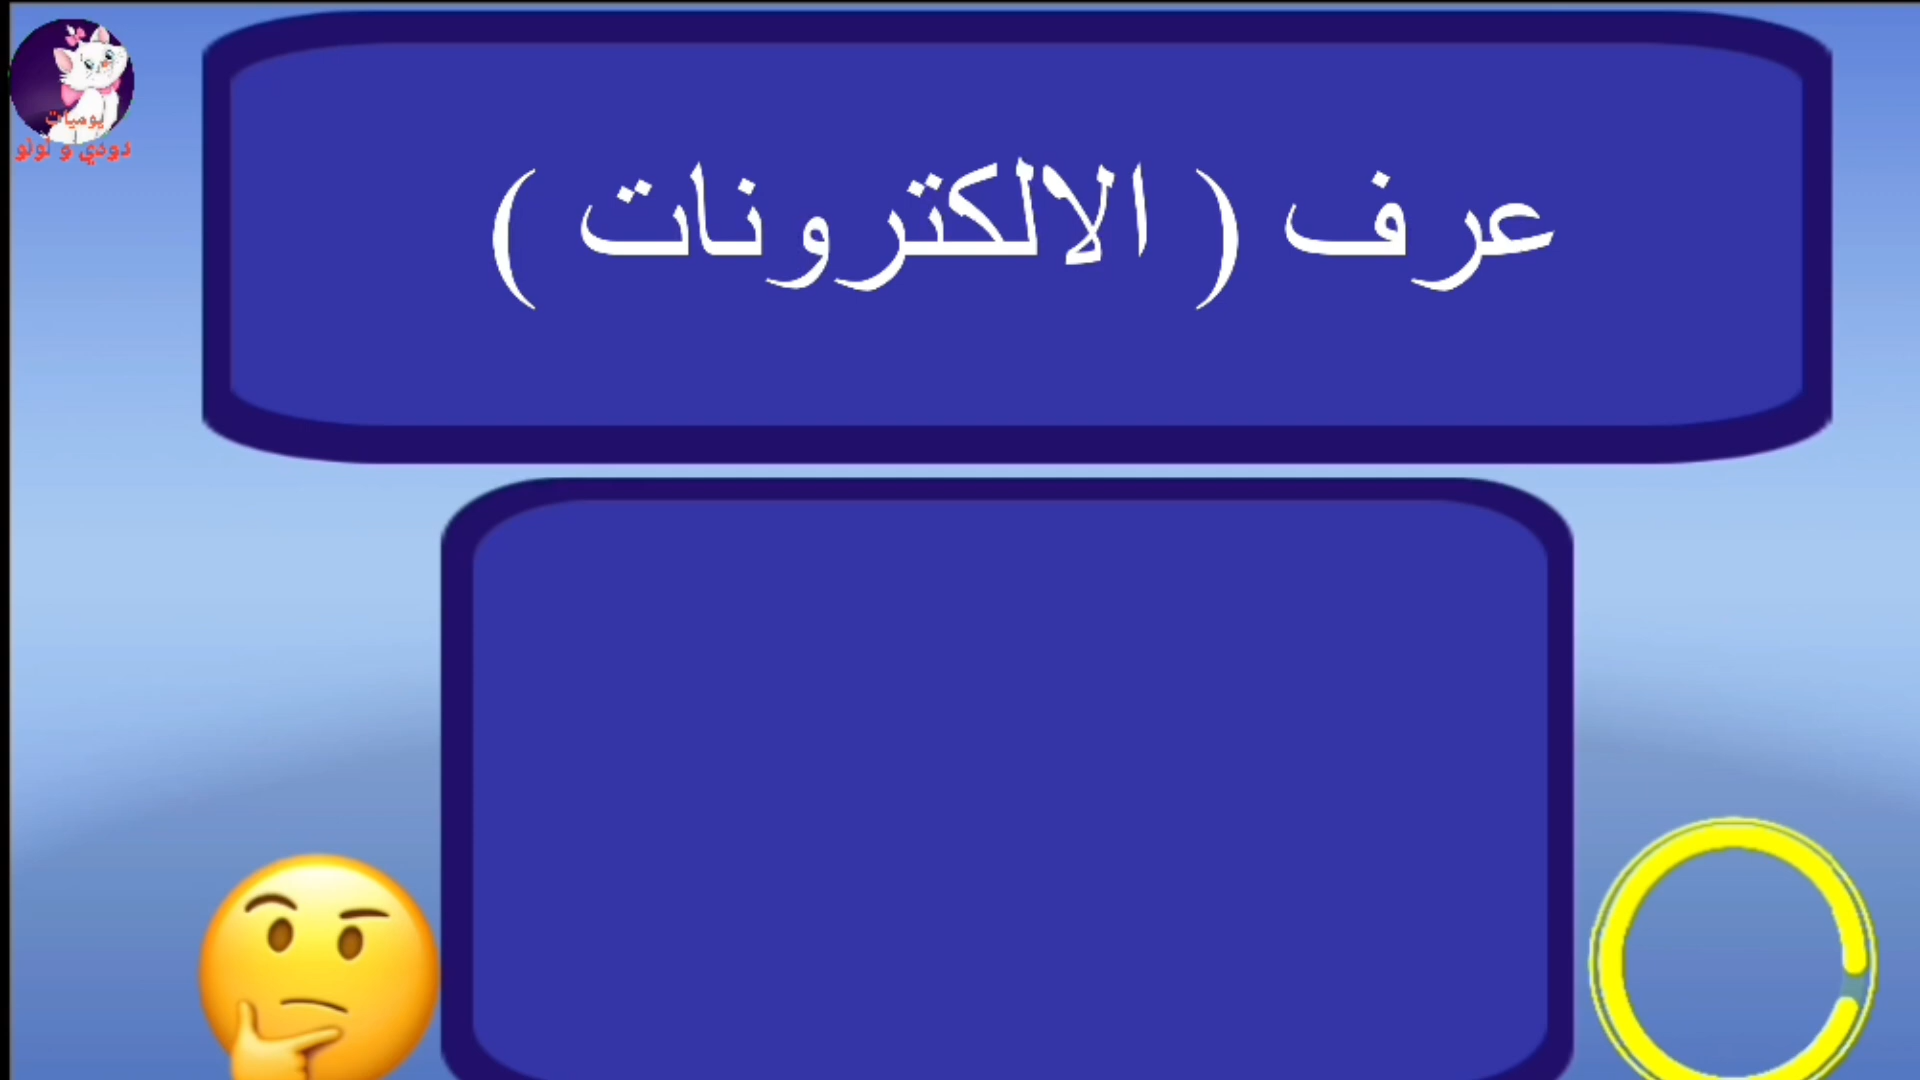 يوميات
دودي و لولو
عرف ( الالكترونات )